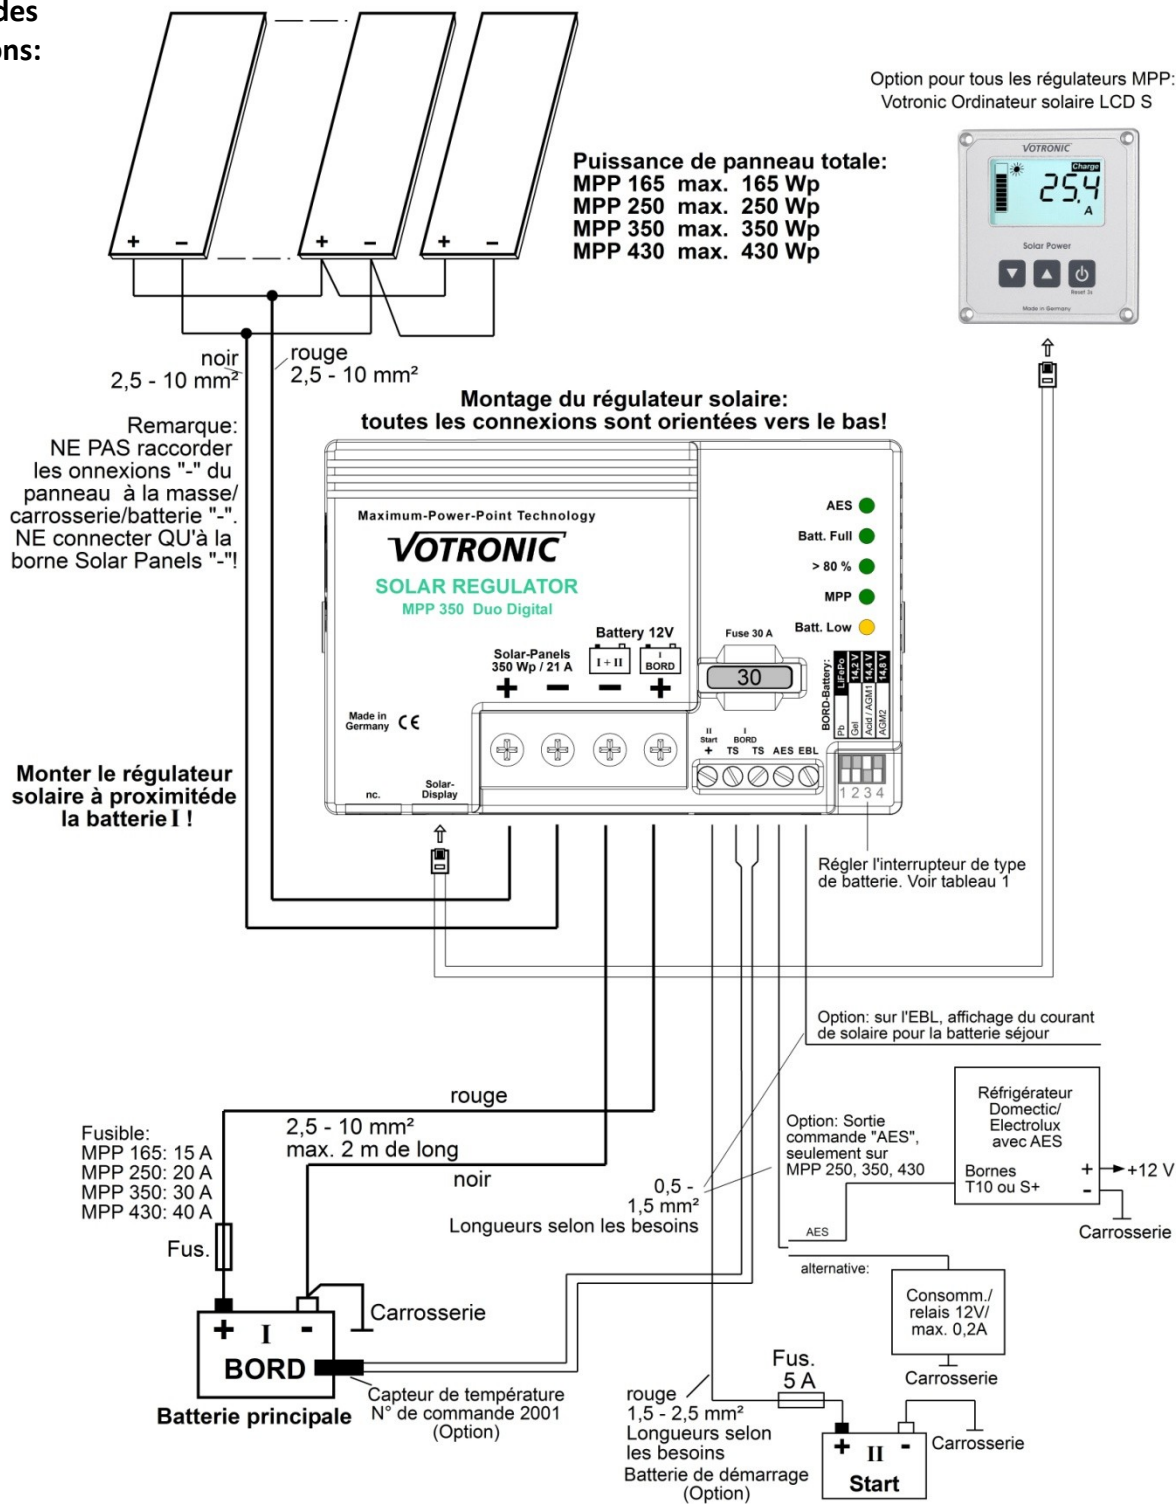 des
ons:
Option pour tous les régulateurs MPP:
Votronic Ordinateur solaire LCD S
VOTRONIC
Charge
25,4
A
Solar Power
Reset 3s
Made in Germany
Puissance de panneau totale:
MPP 165 max. 165 Wp
MPP 250 max. 250 Wp
MPP 350 max. 350 Wp
MPP 430 max. 430 Wp
+ -
+ -
+ -
noir
2,5 - 10 mm²
rouge
2,5 - 10 mm²
Remarque:
NE PAS raccorder
les onnexions "-" du
panneau à la masse/
carrosserie/batterie "-".
NE connecter QU'à la
borne Solar Panels "-"!
Montage du régulateur solaire:
toutes les connexions sont orientées vers le bas!
Maximum-Power-Point Technology
VOTRONIC
SOLAR REGULATOR
MPP 350 Duo Digital
AES
Batt. Full
> 80 %
MPP
Batt. Low
Solar-Panels
350 Wp / 21 A
Battery 12V
I + II
I
BORD
+ - - +
Fuse 30 A
30
BORD-Battery:
LiFePo 14,2 V 14,4 V 14,8 V
Pb Gel Acid / AGM1 AGM2
Made in
Germany CE
II
Start
+
I
BORD
TS TS AES EBL
1 2 3 4
nc.
Solar-
Display
Monter le régulateur
solaire à proximitéde
la batterie I !
Régler l'interrupteur de type
de batterie. Voir tableau 1
Option: sur l'EBL, affichage du courant
de solaire pour la batterie séjour
rouge
2,5 - 10 mm²
max. 2 m de long
noir
Fusible:
MPP 165: 15 A
MPP 250: 20 A
MPP 350: 30 A
MPP 430: 40 A
Fus.
0,5 -
1,5 mm²
Longueurs selon les besoins
Option: Sortie
commande "AES",
seulement sur
MPP 250, 350, 430
Réfrigérateur
Domectic/
Electrolux
avec AES
Bornes
T10 ou S+
+ +12 V
-
Carrosserie
AES
alternative:
Consomm./
relais 12V/
max. 0,2A
Carrosserie
Carrosserie
+ I -
BORD
Batterie principale
Capteur de température
N° de commande 2001
(Option)
rouge
1,5 - 2,5 mm²
Longueurs selon
les besoins
Batterie de démarrage
(Option)
Fus.
5 A
+ II -
Start
Carrosserie